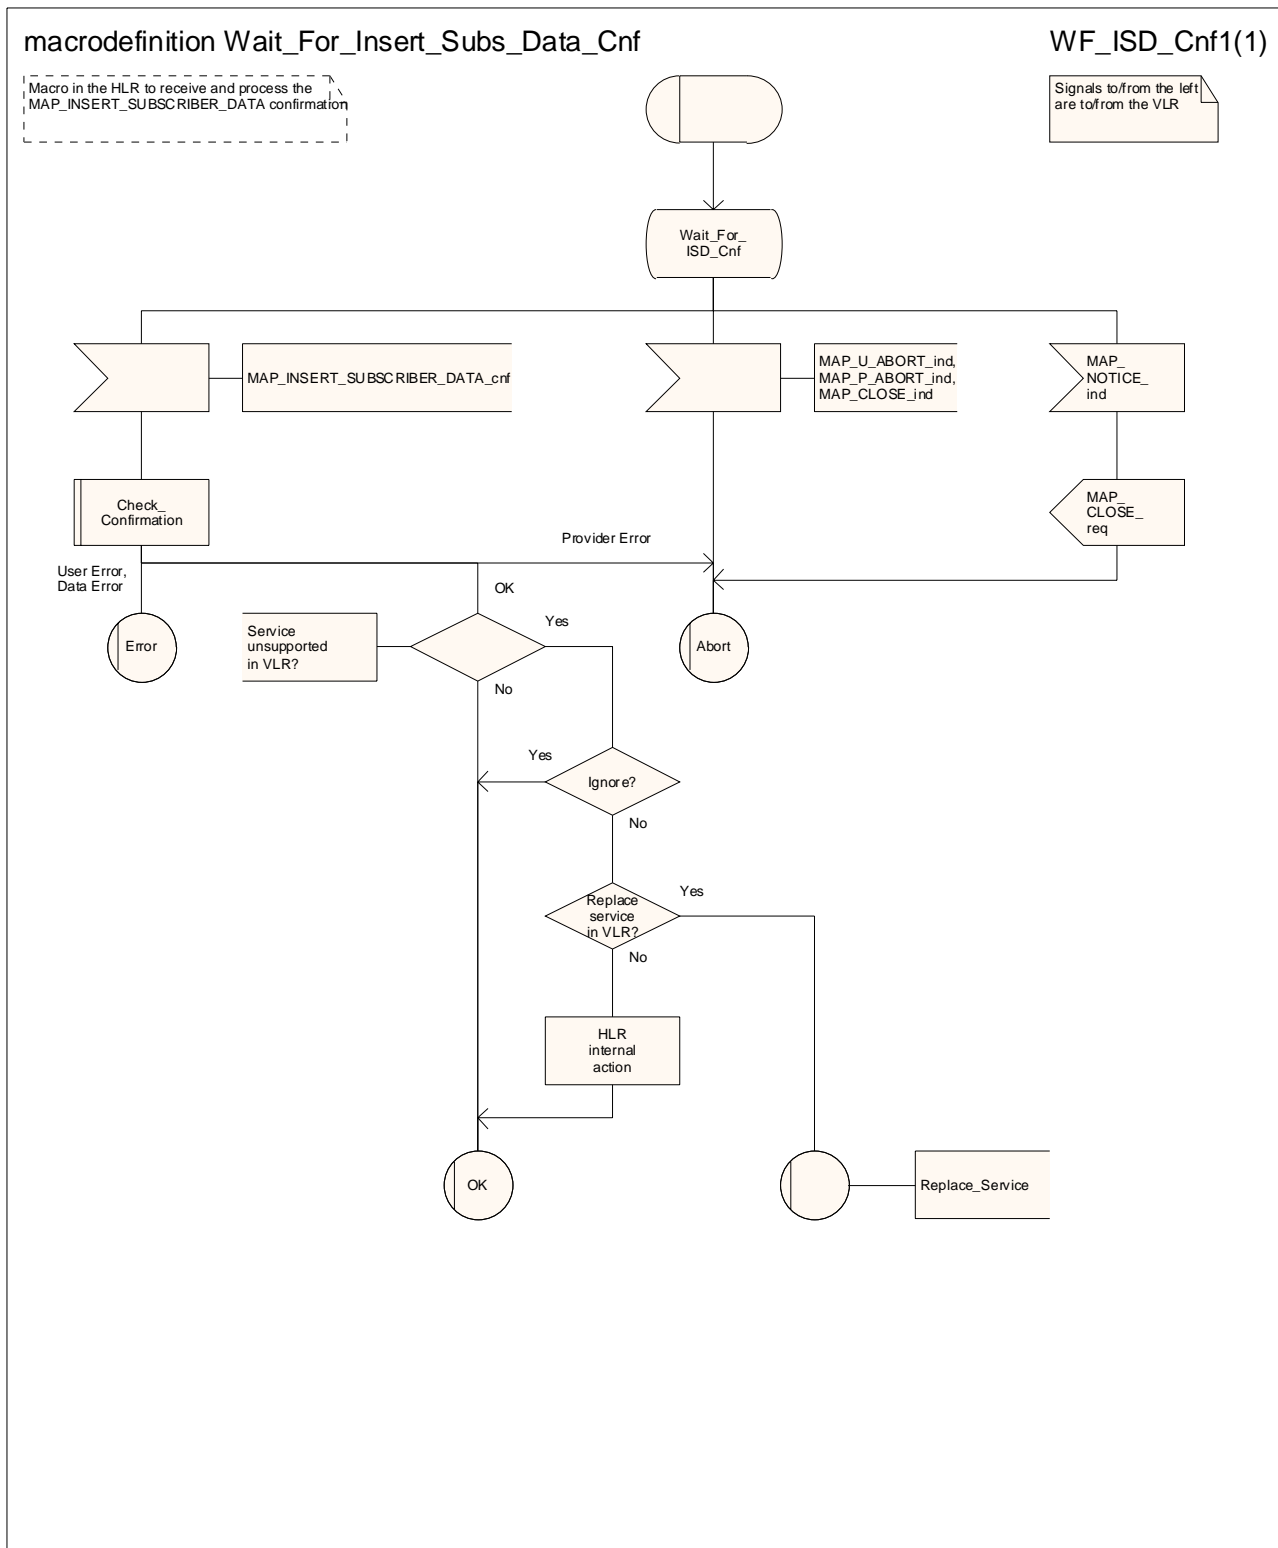 macrodefinition Wait_For_Insert_Subs_Data_Cnf
WF_ISD_Cnf1(1)
Macro in the HLR to receive and process the
MAP_INSERT_SUBSCRIBER_DATA confirmation
Signals to/from the left
are to/from the VLR
Wait_For_
ISD_Cnf
MAP_INSERT_SUBSCRIBER_DATA_cnf
MAP_U_ABORT_ind,
MAP_P_ABORT_ind,
MAP_CLOSE_ind
MAP_
NOTICE_
ind
Check_
Confirmation
MAP_
CLOSE_
req
Provider Error
User Error,
Data Error
OK
Error
Service
unsupported
in VLR?
Yes
Abort
No
Yes
Ignore?
No
Replace
service
in VLR?
Yes
No
HLR
internal
action
OK
Replace_Service